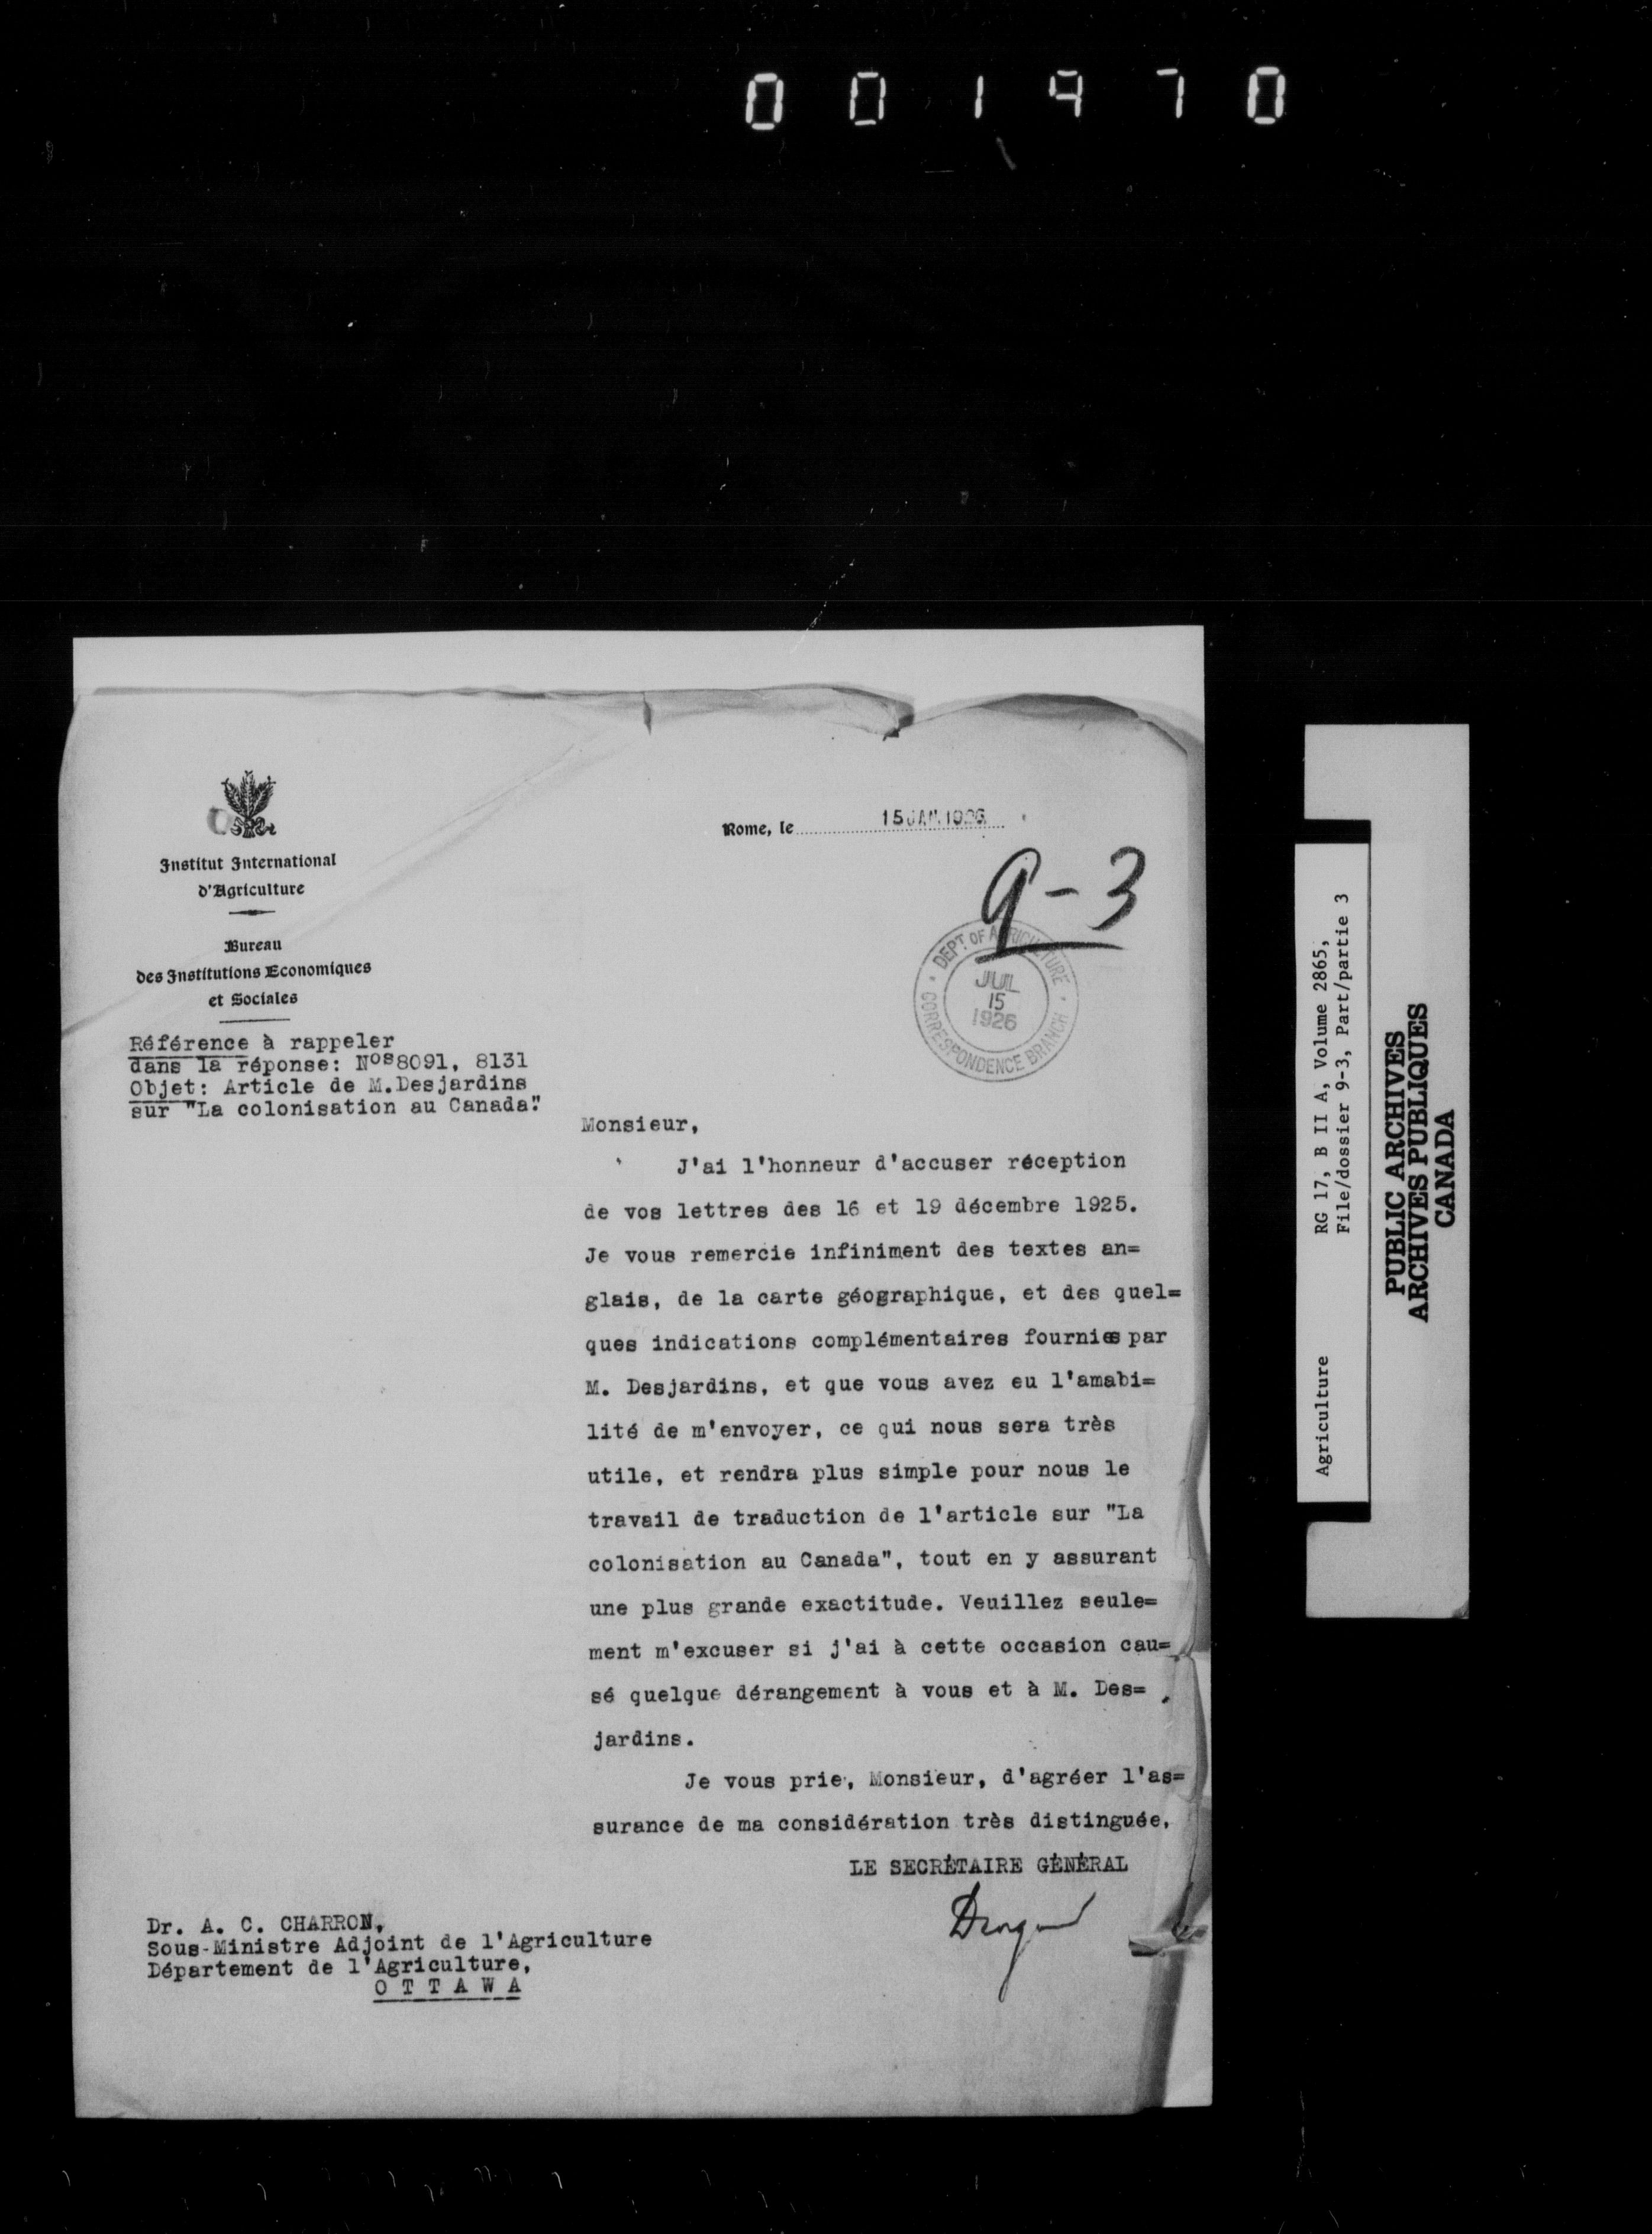 001970
Institut International
d'Agriculture
Bureau
des Institutions Economiques
et Sociales
Rome, le 15 JAN. 1926
9-3
DEPT. OF AGRICULTURE
JUL
15
1926
CORRESPONDENCE BRANCH
Référence à rappeler
dans la réponse: Nos 8091, 8131
Objet: Article de M.Desjardins
sur "La colonisation au Canada".
Monsieur,
J'ai l'honneur d'accuser réception
de vos lettres des 16 et 19 décembre 1925.
Je vous remercie infiniment des textes an=
glais, de la carte géographique, et des quel=
ques indications complémentaires fournies par
M. Desjardins, et que vous avez eu l'amabi=
lité de m'envoyer, ce qui nous sera très
utile, et rendra plus simple pour nous le
travail de traduction de l'article sur "La
colonisation au Canada", tout en y assurant
une plus grande exactitude. Veuillez seule=
ment m'excuser si j'ai à cette occasion cau=
sé quelque dérangement à vous et à M. Des=
jardins.
Je vous prie, Monsieur, d'agréer l'as=
surance de ma considération très distinguée,
LE SECRÉTAIRE GÉNÉRAL
Dr. A. C. CHARRON,
Sous-Ministre Adjoint de l'Agriculture
Département de l'Agriculture,
O T T A W A
Agriculture RG 17, B II A, Volume 2865,
File/dossier 9-3, Part/partie 3
PUBLIC ARCHIVES
ARCHIVES PUBLIQUES
CANADA